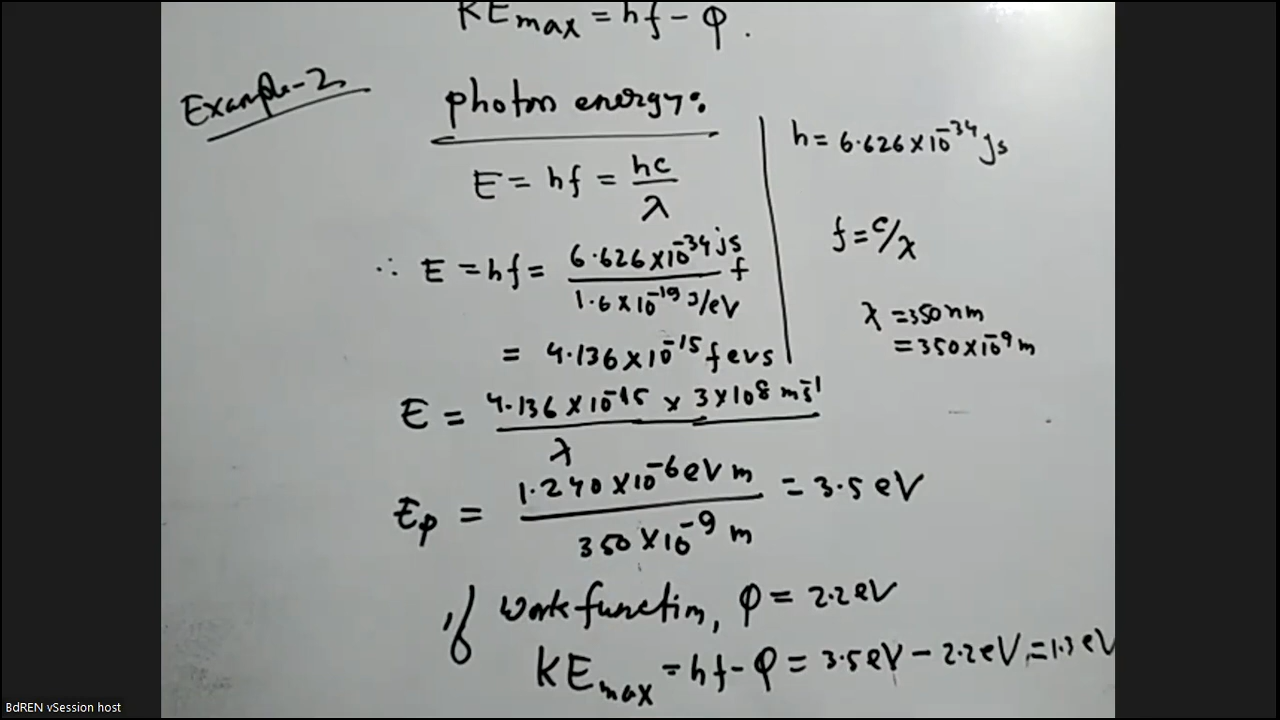 KEmax = hf - φ.
Example-2
photon energy:
E = hf = hc/λ
h = 6.626×10⁻³⁴ js
f = c/λ
∴ E = hf = 6.626×10⁻³⁴ js / 1.6×10⁻¹⁹ J/eV f
λ = 350 nm
= 350×10⁻⁹ m
= 4.136×10⁻¹⁵ f evs
E = 4.136×10⁻¹⁵ × 3×10⁸ ms⁻¹ / λ
Ep = 1.240×10⁻⁶ eV m / 350×10⁻⁹ m = 3.5 eV
if work function, φ = 2.2 eV
KEmax = hf - φ = 3.5 eV - 2.2 eV = 1.3 eV
BdREN vSession host